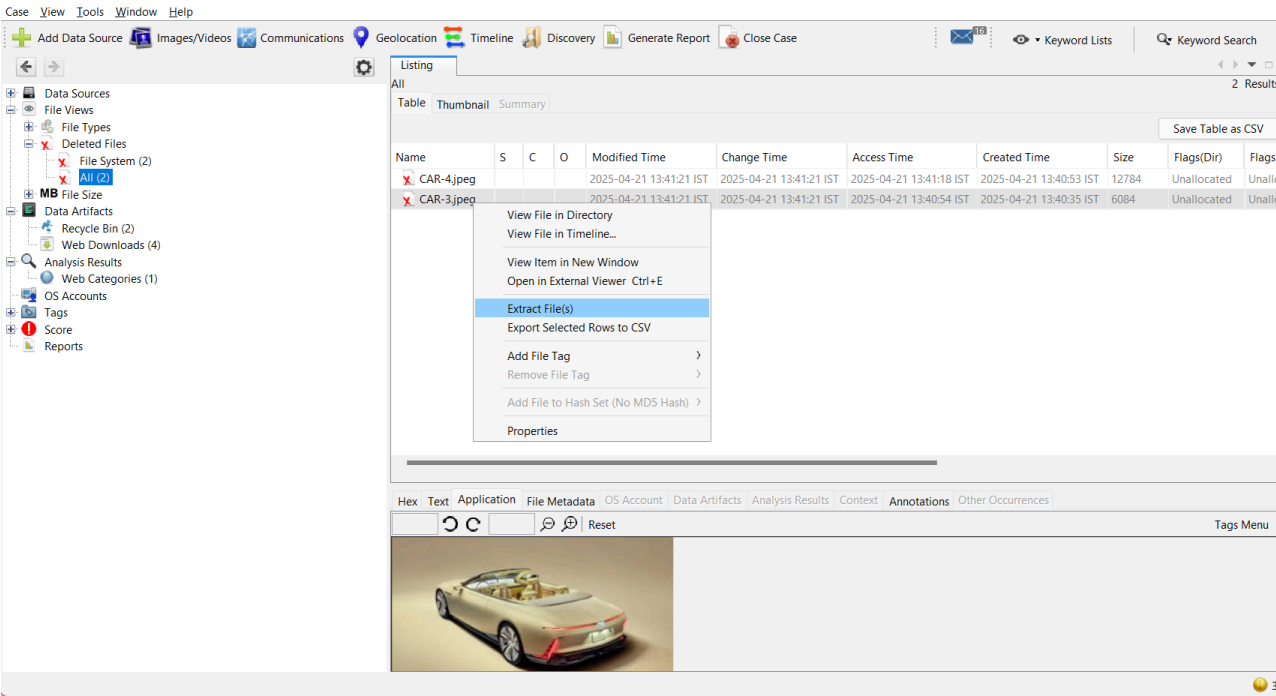 Case View Tools Window Help
Add Data Source Images/Videos Communications Geolocation Timeline Discovery Generate Report Close Case 16 Keyword Lists Keyword Search
Listing
All 2 Results
Table Thumbnail Summary
Save Table as CSV
Name S C O Modified Time Change Time Access Time Created Time Size Flags(Dir) Flags
CAR-4.jpeg 2025-04-21 13:41:21 IST 2025-04-21 13:41:21 IST 2025-04-21 13:41:18 IST 2025-04-21 13:40:53 IST 12784 Unallocated Unall
CAR-3.jpeg 2025-04-21 13:41:21 IST 2025-04-21 13:41:21 IST 2025-04-21 13:40:54 IST 2025-04-21 13:40:35 IST 6084 Unallocated Unall
Data Sources
File Views
File Types
Deleted Files
File System (2)
All (2)
MB File Size
Data Artifacts
Recycle Bin (2)
Web Downloads (4)
Analysis Results
Web Categories (1)
OS Accounts
Tags
Score
Reports
View File in Directory
View File in Timeline...
View Item in New Window
Open in External Viewer Ctrl+E
Extract File(s)
Export Selected Rows to CSV
Add File Tag
Remove File Tag
Add File to Hash Set (No MD5 Hash)
Properties
Hex Text Application File Metadata OS Account Data Artifacts Analysis Results Context Annotations Other Occurrences
Reset Tags Menu